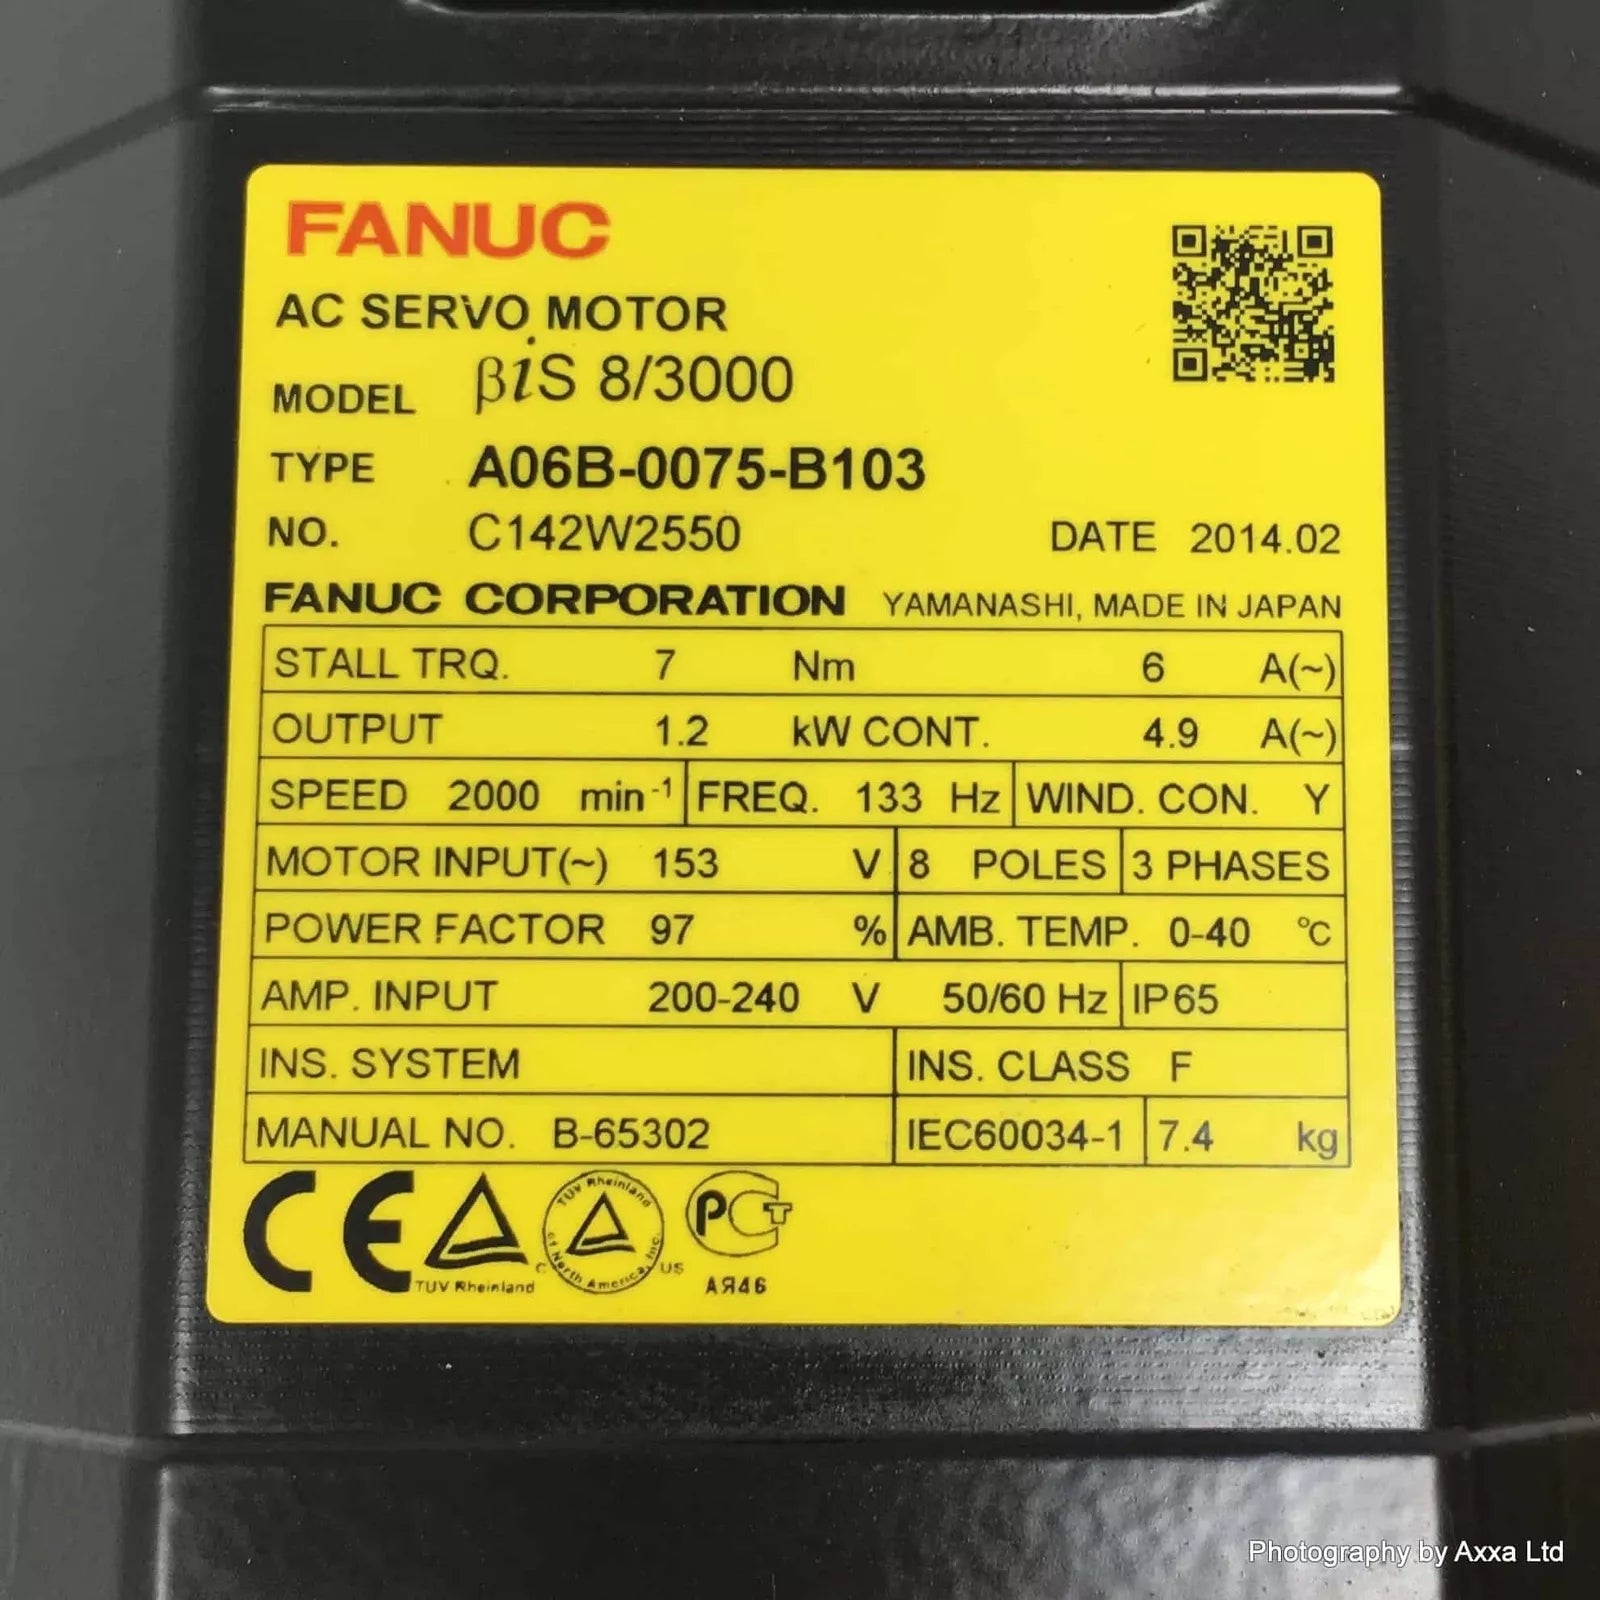 FANUC
AC SERVO MOTOR
MODEL βiS 8/3000
TYPE A06B-0075-B103
NO. C142W2550 DATE 2014.02
FANUC CORPORATION YAMANASHI, MADE IN JAPAN
STALL TRQ. 7 Nm 6 A(~)
OUTPUT 1.2 kW CONT. 4.9 A(~)
SPEED 2000 min-1 FREQ. 133 Hz WIND. CON. Y
MOTOR INPUT(~) 153 V 8 POLES 3 PHASES
POWER FACTOR 97 % AMB. TEMP. 0-40 ℃
AMP. INPUT 200-240 V 50/60 Hz IP65
INS. SYSTEM INS. CLASS F
MANUAL NO. B-65302 IEC60034-1 7.4 kg
CE
TUV Rheinland
C TÜV Rheinland of North America, Inc. US
PCT
АЯ46
Photography by Axxa Ltd